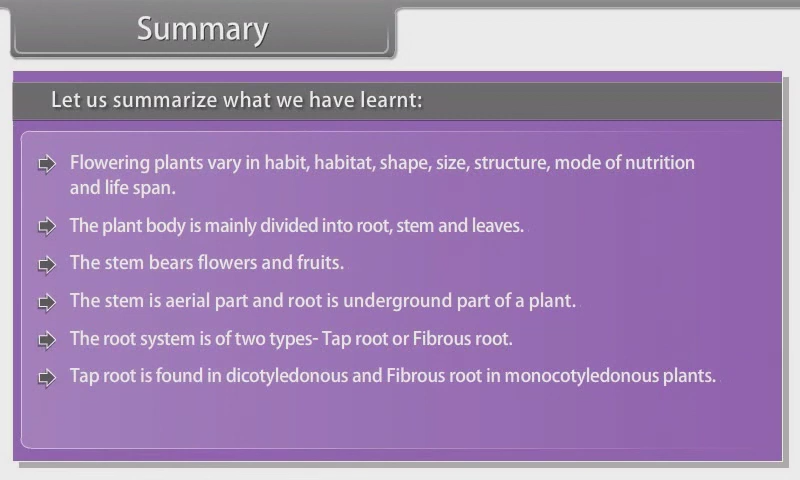 Summary
Let us summarize what we have learnt:
Flowering plants vary in habit, habitat, shape, size, structure, mode of nutrition
and life span.
The plant body is mainly divided into root, stem and leaves.
The stem bears flowers and fruits.
The stem is aerial part and root is underground part of a plant.
The root system is of two types- Tap root or Fibrous root.
Tap root is found in dicotyledonous and Fibrous root in monocotyledonous plants.